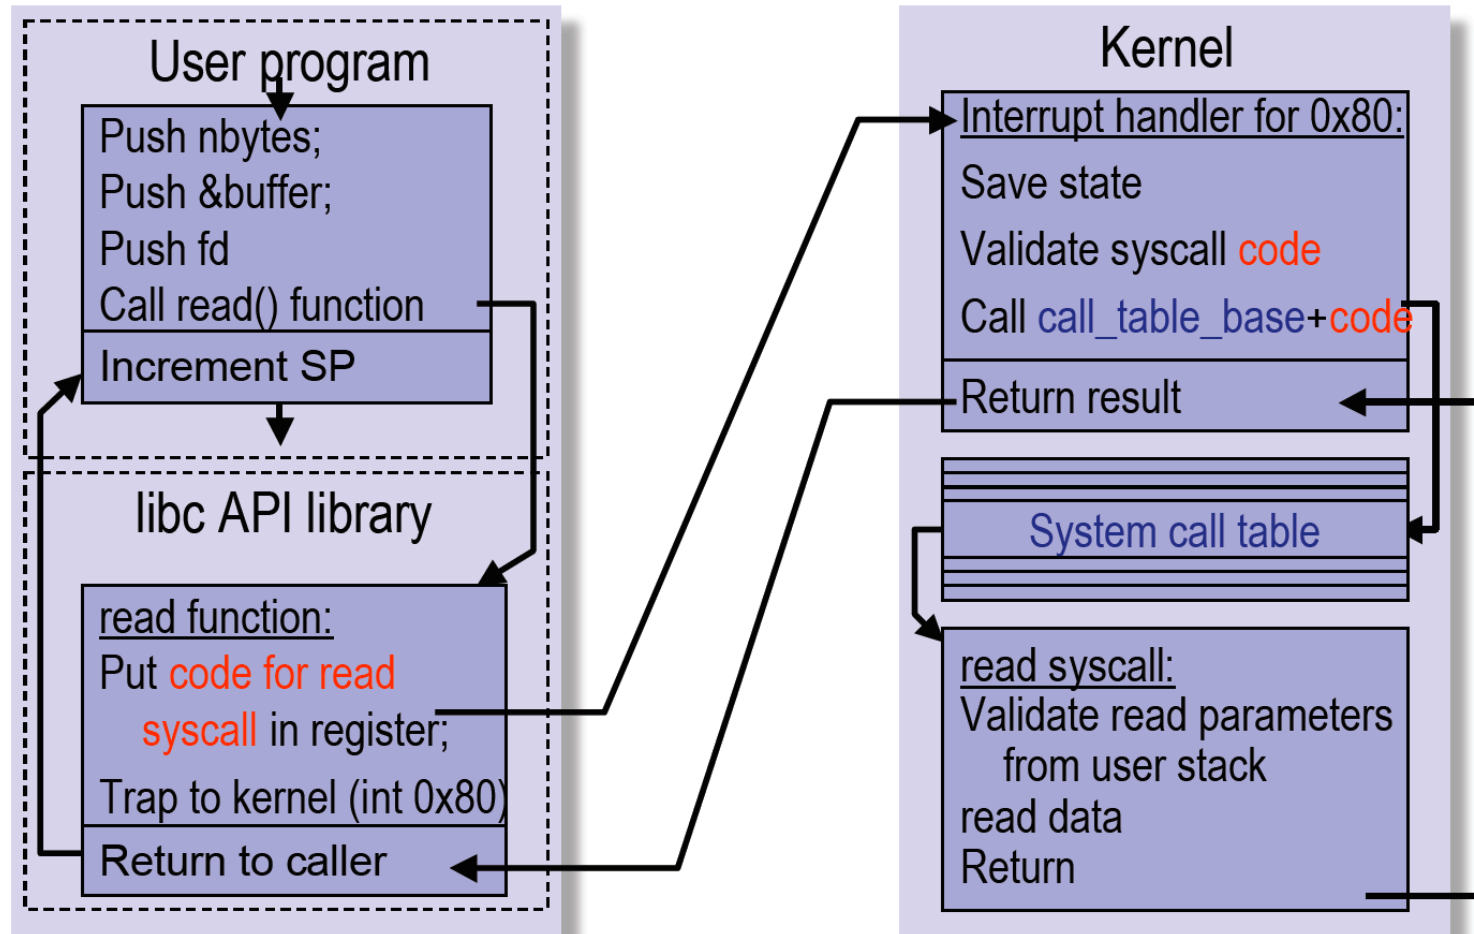 User program
Push nbytes;
Push &buffer;
Push fd
Call read() function
Increment SP
libc API library
read function:
Put code for read
syscall in register;
Trap to kernel (int 0x80)
Return to caller
Kernel
Interrupt handler for 0x80:
Save state
Validate syscall code
Call call_table_base+code
Return result
System call table
read syscall:
Validate read parameters
from user stack
read data
Return